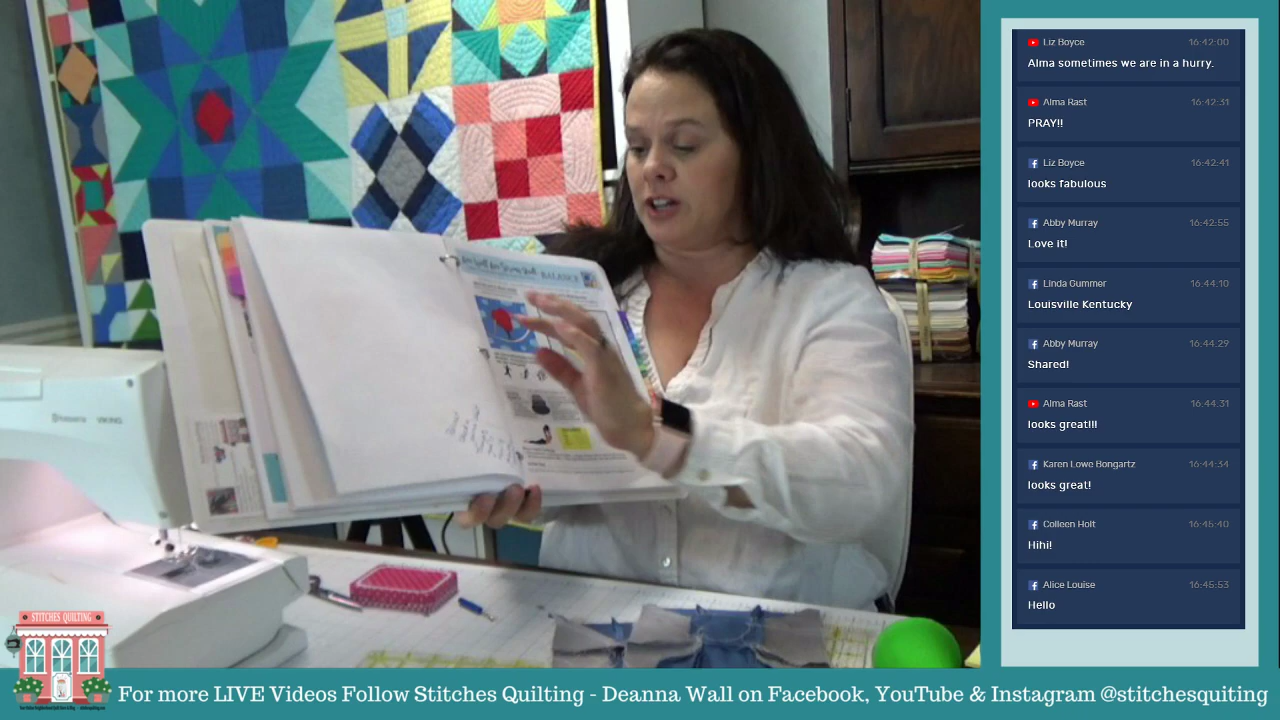 Liz Boyce 16:42:00
Alma sometimes we are in a hurry.
Alma Rast 16:42:31
PRAY!!
Liz Boyce 16:42:41
looks fabulous
Abby Murray 16:42:55
Love it!
Linda Gummer 16:44:10
Louisville Kentucky
Abby Murray 16:44:29
Shared!
Alma Rast 16:44:31
looks great!!!
Karen Lowe Bongartz 16:44:34
looks great!
Colleen Holt 16:45:40
Hihi!
Alice Louise 16:45:53
Hello
BALANCE
Husqvarna VIKING
STITCHES QUILTING
For more LIVE Videos Follow Stitches Quilting - Deanna Wall on Facebook, YouTube & Instagram @stitchesquiting